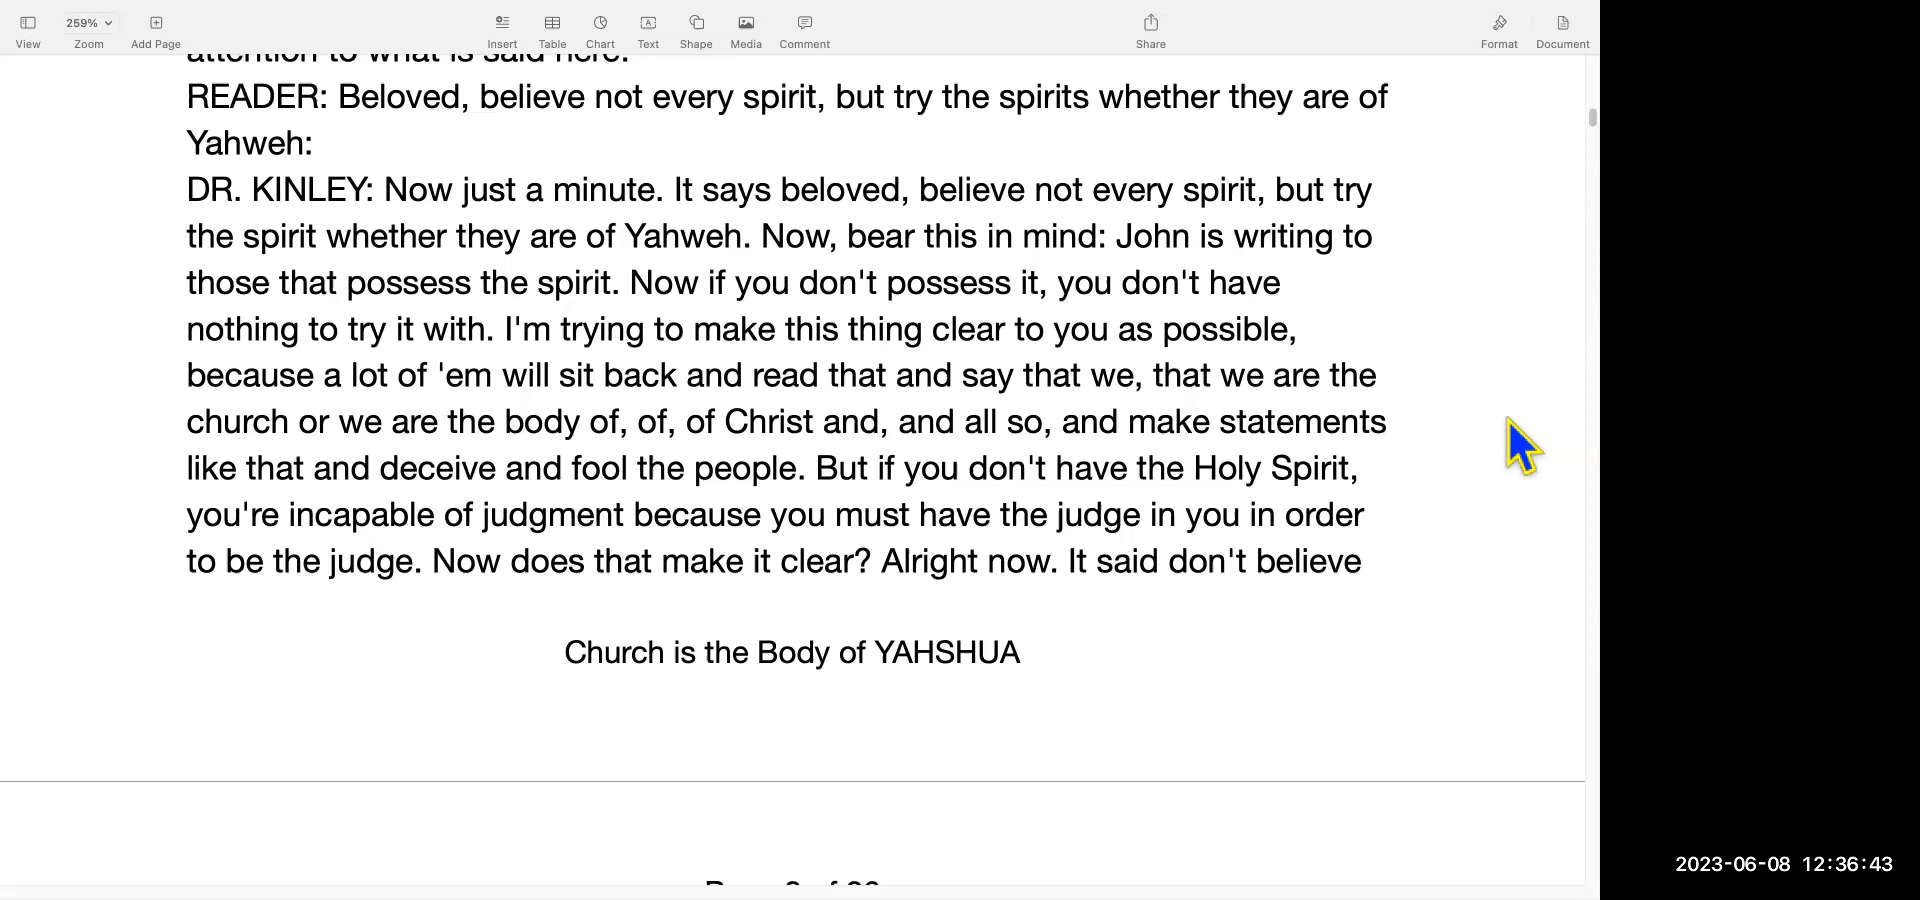 259%
View
Zoom
Add Page
Insert
Table
Chart
Text
Shape
Media
Comment
Share
Format
Document
attention to what is said here.
READER: Beloved, believe not every spirit, but try the spirits whether they are of
Yahweh:
DR. KINLEY: Now just a minute. It says beloved, believe not every spirit, but try
the spirit whether they are of Yahweh. Now, bear this in mind: John is writing to
those that possess the spirit. Now if you don't possess it, you don't have
nothing to try it with. I'm trying to make this thing clear to you as possible,
because a lot of 'em will sit back and read that and say that we, that we are the
church or we are the body of, of, of Christ and, and all so, and make statements
like that and deceive and fool the people. But if you don't have the Holy Spirit,
you're incapable of judgment because you must have the judge in you in order
to be the judge. Now does that make it clear? Alright now. It said don't believe
Church is the Body of YAHSHUA
2023-06-08 12:36:43